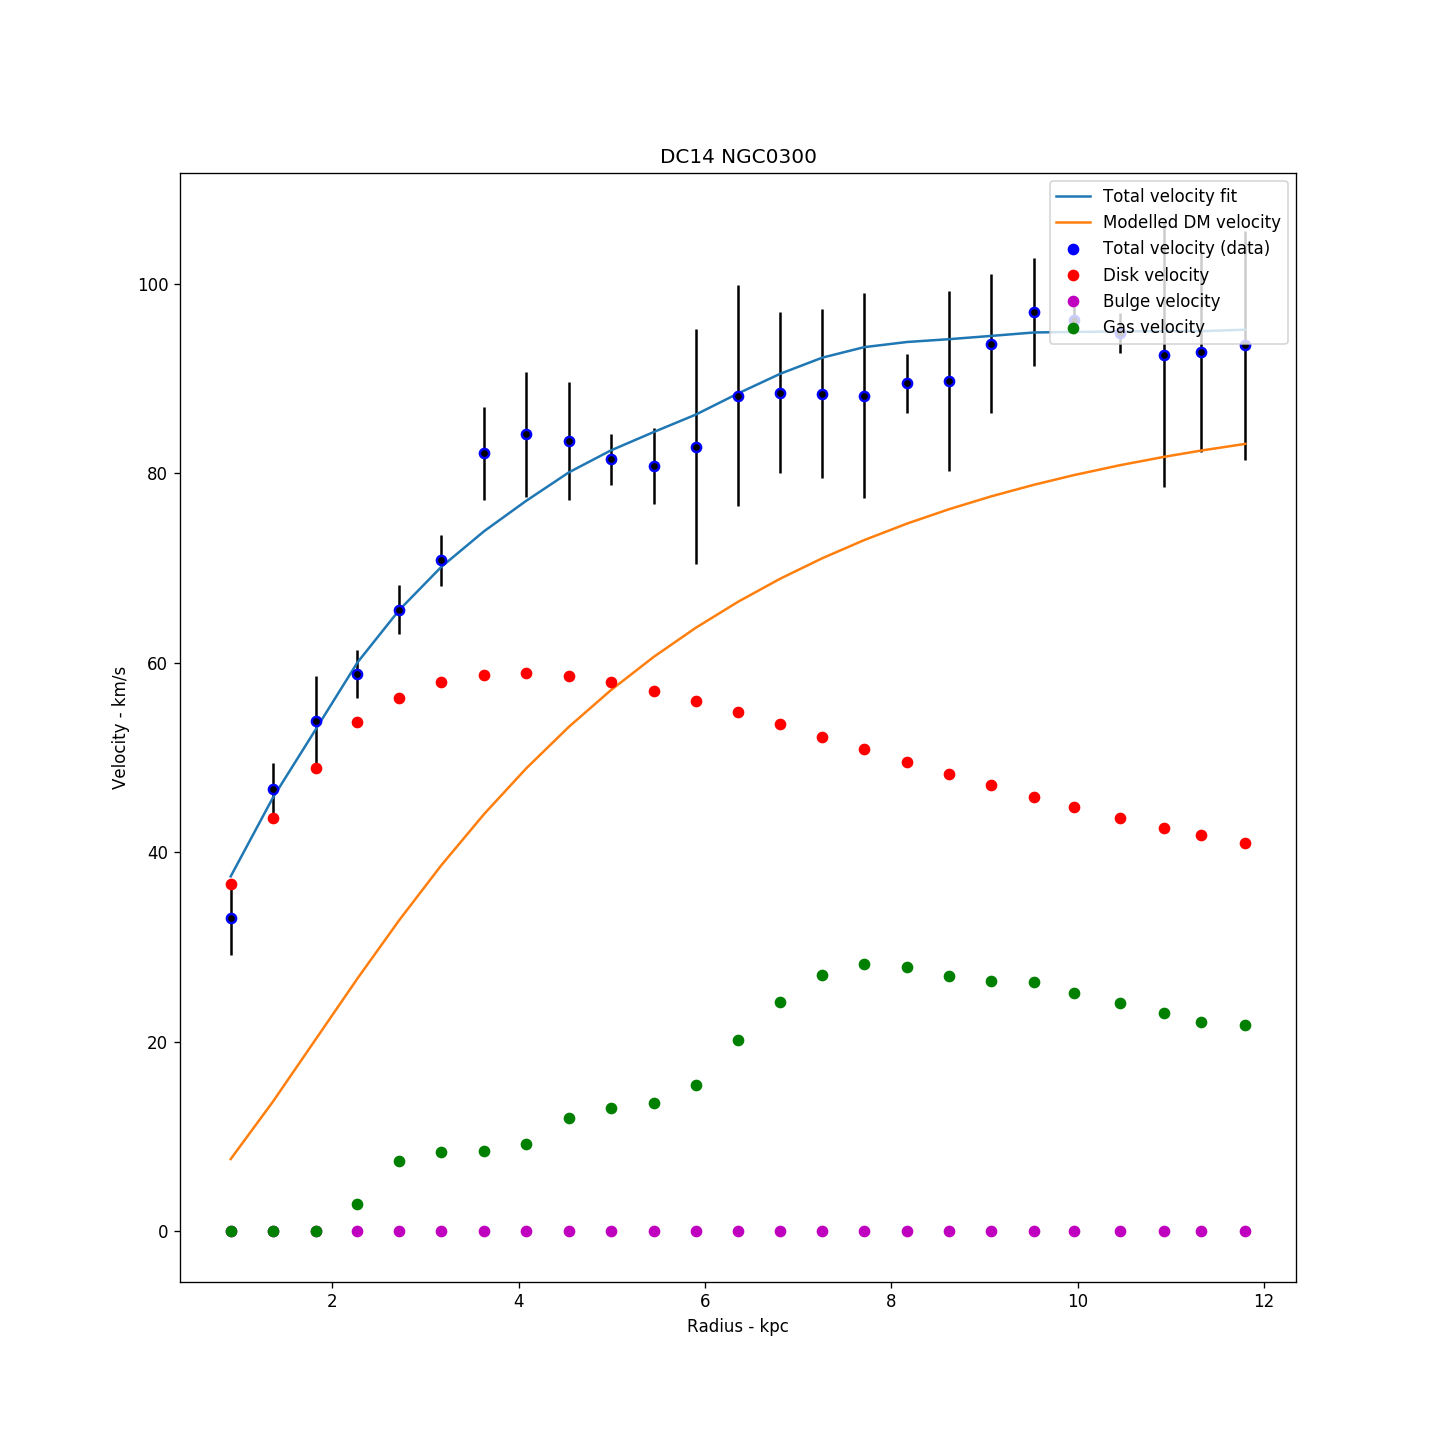 DC14 NGC0300
Total velocity fit
Modelled DM velocity
Total velocity (data)
Disk velocity
Bulge velocity
Gas velocity
100
80
60
40
20
0
Velocity - km/s
2 4 6 8 10 12
Radius - kpc